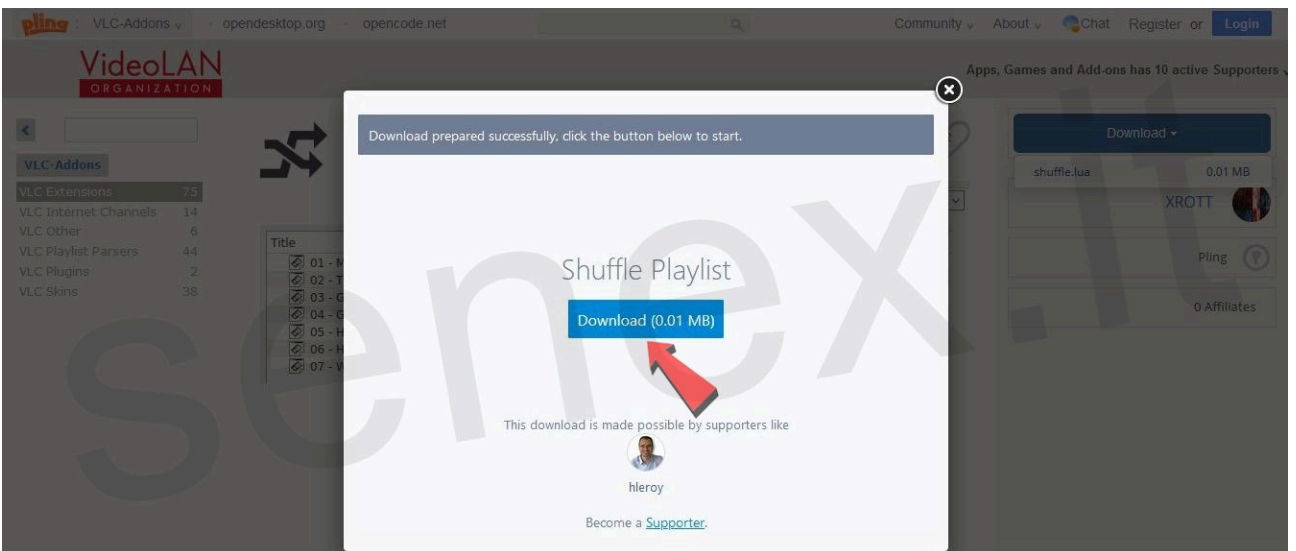 pling : VLC-Addons opendesktop.org opencode.net Community About Chat Register or Login
VideoLAN
ORGANIZATION
Apps, Games and Add-ons has 10 active Supporters
Download prepared successfully, click the button below to start.
Download
VLC-Addons
shuffle.lua 0.01 MB
VLC Extensions 75
XROTT
VLC Internet Channels 14
VLC Other 6
VLC Playlist Parsers 44
VLC Plugins 2
VLC Skins 38
Title
01 - M
02 - T
03 - G
04 - G
05 - H
06 - H
07 - W
Pling
0 Affiliates
Shuffle Playlist
Download (0.01 MB)
This download is made possible by supporters like
hleroy
Become a Supporter.
senex.it